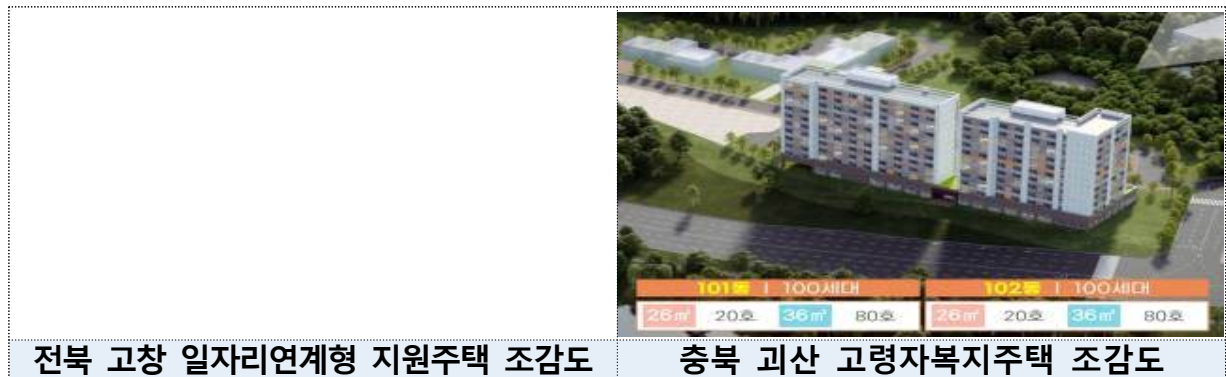 101동 | 100세대 102동 | 100세대
26㎡ 20호 36㎡ 80호 26㎡ 20호 36㎡ 80호
전북 고창 일자리연계형 지원주택 조감도 충북 괴산 고령자복지주택 조감도